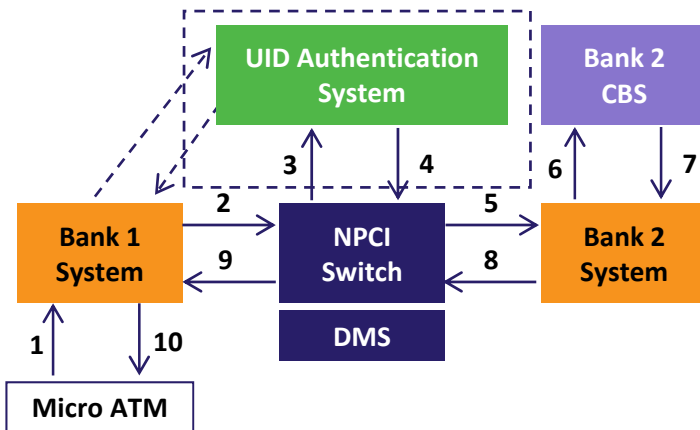 UID Authentication
System
Bank 2
CBS
3
4
6
7
2
5
Bank 1
System
NPCI
Switch
Bank 2
System
9
8
DMS
1
10
Micro ATM